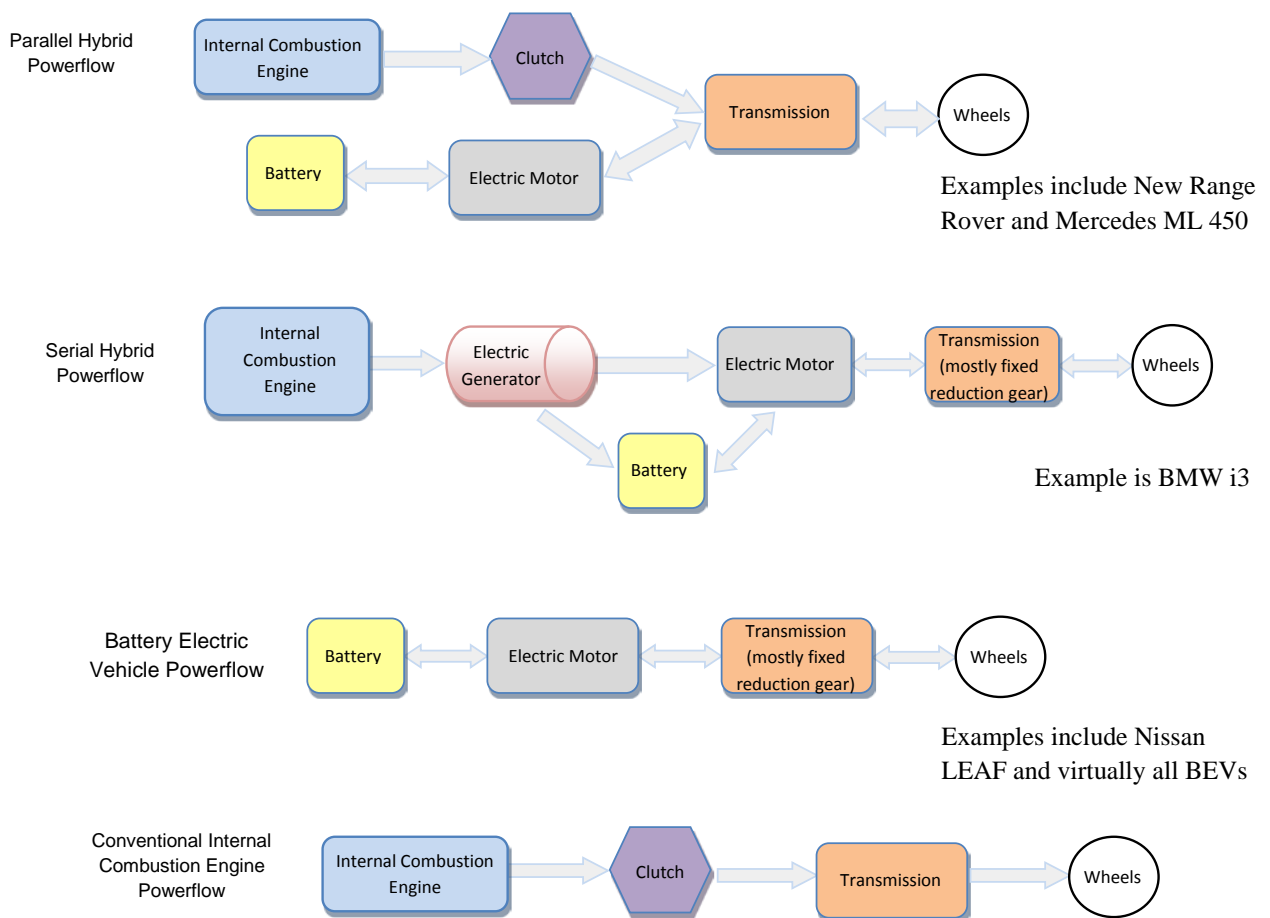 Parallel Hybrid
Powerflow
Internal Combustion
Engine
Clutch
Transmission
Wheels
Battery
Electric Motor
Examples include New Range
Rover and Mercedes ML 450
Serial Hybrid
Powerflow
Internal
Combustion
Engine
Electric
Generator
Electric Motor
Transmission
(mostly fixed
reduction gear)
Wheels
Battery
Example is BMW i3
Battery Electric
Vehicle Powerflow
Battery
Electric Motor
Transmission
(mostly fixed
reduction gear)
Wheels
Examples include Nissan
LEAF and virtually all BEVs
Conventional Internal
Combustion Engine
Powerflow
Internal Combustion
Engine
Clutch
Transmission
Wheels